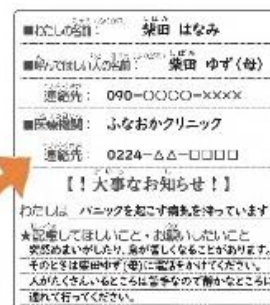 ■わたしの名前： 柴田 はなみ
■呼んでほしい人の名前： 柴田 ゆず（母）
連絡先： 090-〇〇〇〇-××××
■医療機関： ふなおかクリニック
連絡先： 0224-△△-□□□□
【！大事なお知らせ！】
わたしは パニックを起こす病気を持っています
★配慮してほしいこと・お願いしたいこと
突然めまいがしたり、息が苦しくなることがあります。
そのときは柴田ゆず（母）に電話をかけてください。
人がたくさんいるところは苦手なので静かなところに
連れて行ってください。